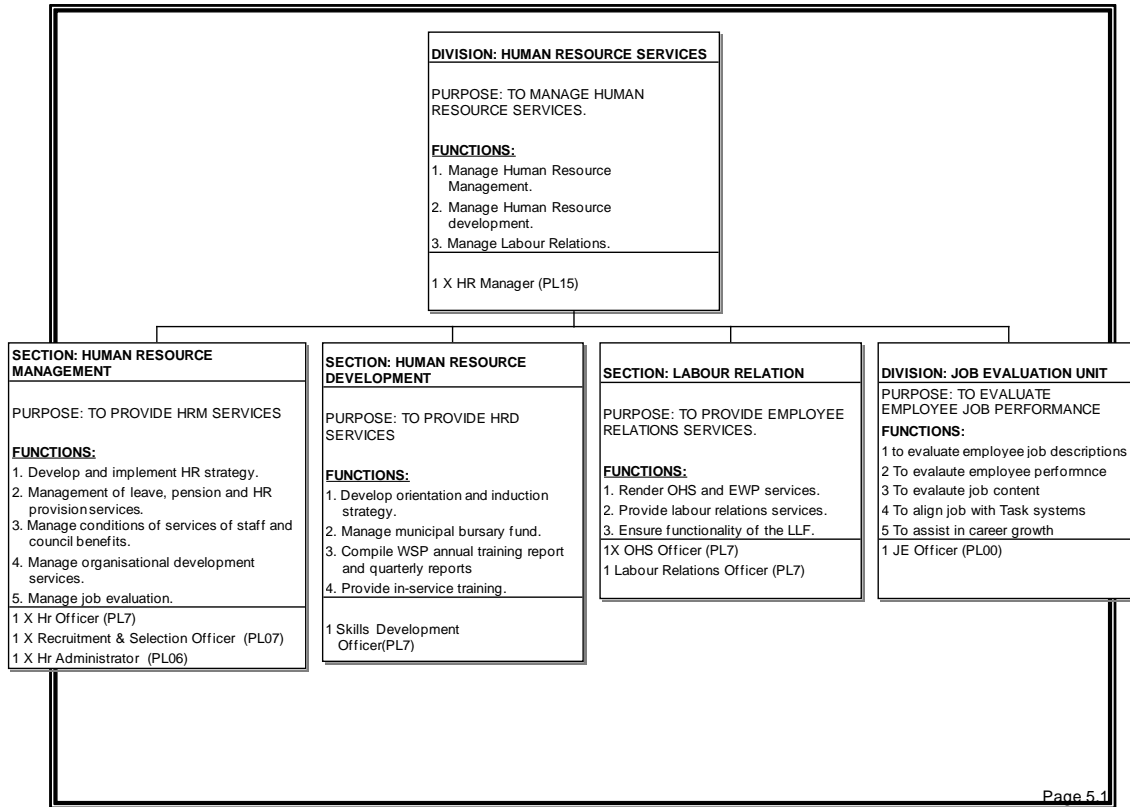 DIVISION: HUMAN RESOURCE SERVICES
PURPOSE: TO MANAGE HUMAN
RESOURCE SERVICES.
FUNCTIONS:
1. Manage Human Resource
Management.
2. Manage Human Resource
development.
3. Manage Labour Relations.
1 X HR Manager (PL15)
SECTION: HUMAN RESOURCE
MANAGEMENT
PURPOSE: TO PROVIDE HRM SERVICES
FUNCTIONS:
1. Develop and implement HR strategy.
2. Management of leave, pension and HR
provision services.
3. Manage conditions of services of staff and
council benefits.
4. Manage organisational development
services.
5. Manage job evaluation.
1 X Hr Officer (PL7)
1 X Recruitment & Selection Officer (PL07)
1 X Hr Administrator (PL06)
SECTION: HUMAN RESOURCE
DEVELOPMENT
PURPOSE: TO PROVIDE HRD
SERVICES
FUNCTIONS:
1. Develop orientation and induction
strategy.
2. Manage municipal bursary fund.
3. Compile WSP annual training report
and quarterly reports
4. Provide in-service training.
1 Skills Development
Officer(PL7)
SECTION: LABOUR RELATION
PURPOSE: TO PROVIDE EMPLOYEE
RELATIONS SERVICES.
FUNCTIONS:
1. Render OHS and EWP services.
2. Provide labour relations services.
3. Ensure functionality of the LLF.
1X OHS Officer (PL7)
1 Labour Relations Officer (PL7)
DIVISION: JOB EVALUATION UNIT
PURPOSE: TO EVALUATE
EMPLOYEE JOB PERFORMANCE
FUNCTIONS:
1 to evaluate employee job descriptions
2 To evalaute employee performnce
3 To evalaute job content
4 To align job with Task systems
5 To assist in career growth
1 JE Officer (PL00)
Page 5.1